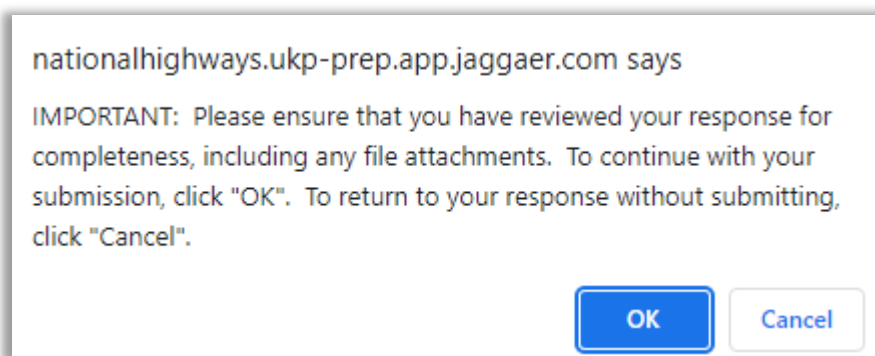 nationalhighways.ukp-prep.app.jaggaer.com says
IMPORTANT:  Please ensure that you have reviewed your response for
completeness, including any file attachments.  To continue with your
submission, click "OK".  To return to your response without submitting,
click "Cancel".
OK
Cancel